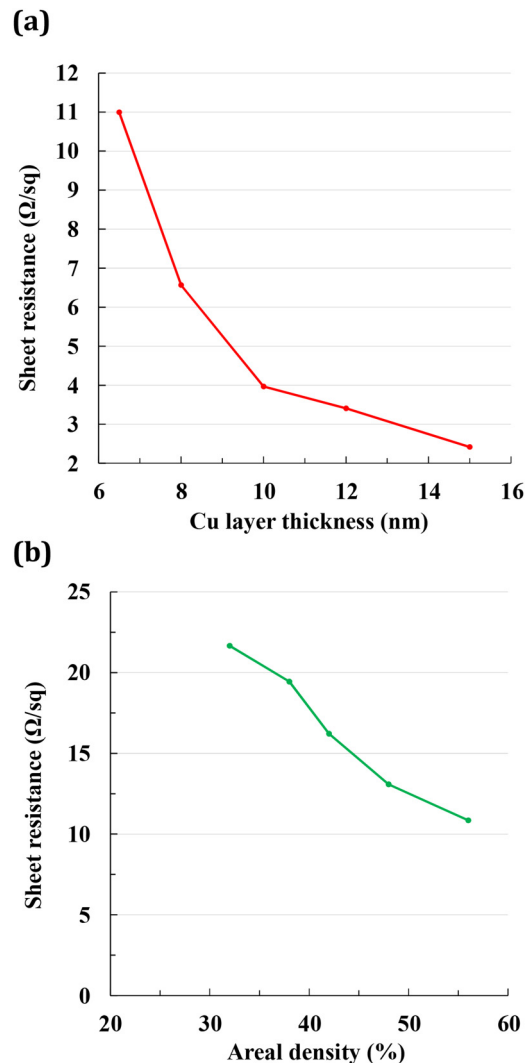 (a)
12
11
10
9
8
7
6
5
4
3
2
Sheet resistance (Ω/sq)
6 8 10 12 14 16
Cu layer thickness (nm)
(b)
25
20
15
10
5
0
Sheet resistance (Ω/sq)
20 30 40 50 60
Areal density (%)